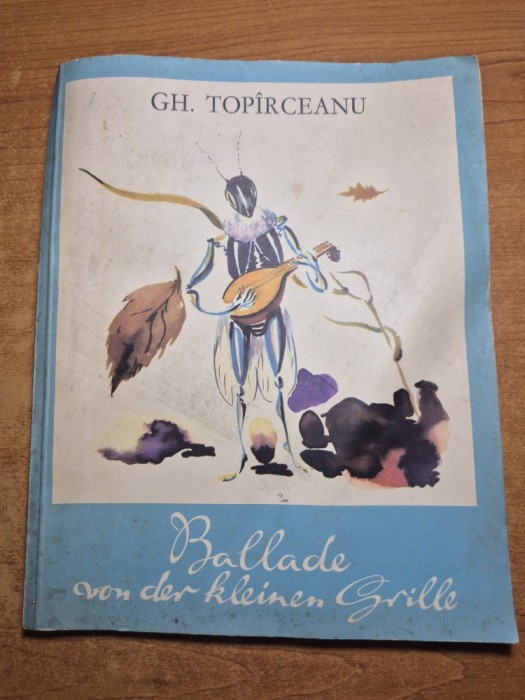 GH. TOPÎRCEANU
Ballade
von der kleinen Grille